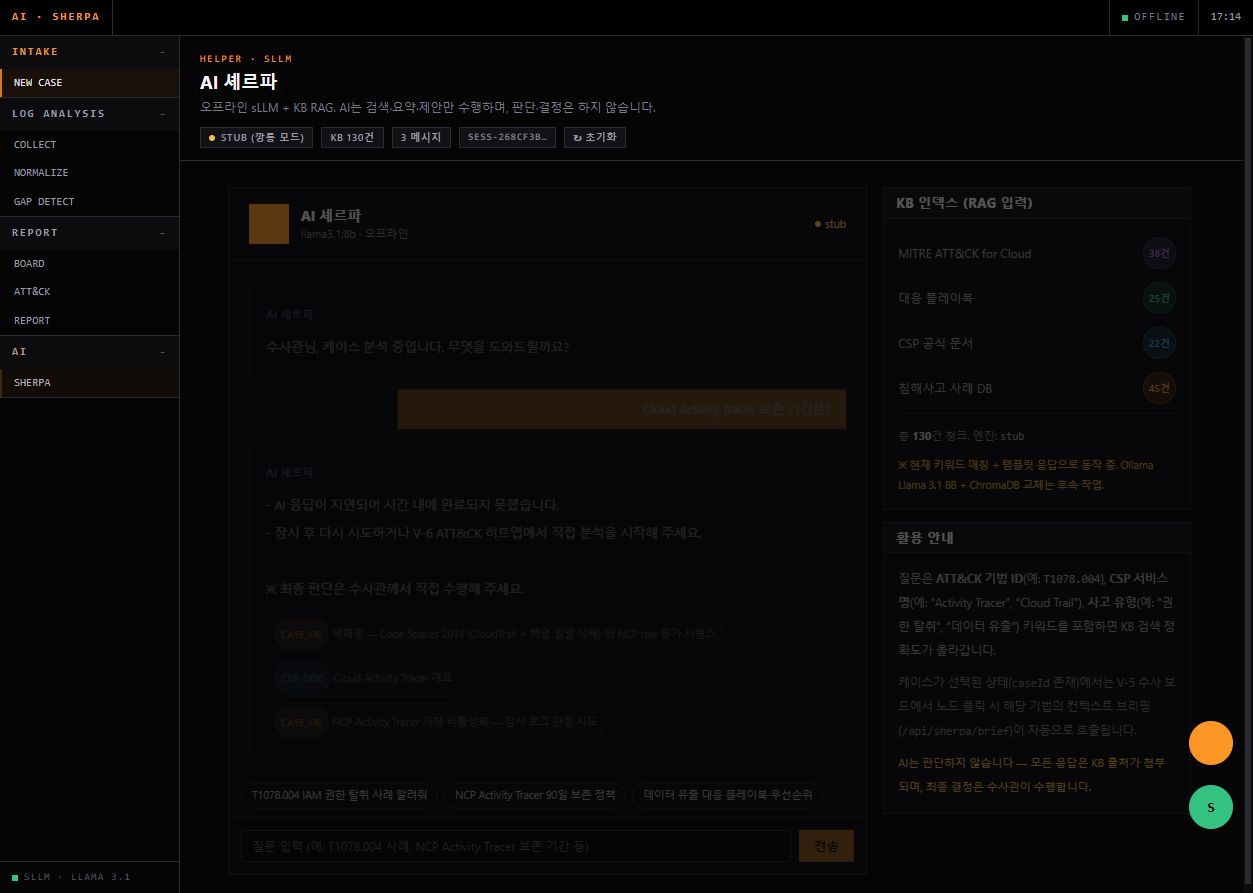 AI · SHERPA
OFFLINE
17:14
INTAKE –
NEW CASE
LOG ANALYSIS –
COLLECT
NORMALIZE
GAP DETECT
REPORT –
BOARD
ATT&CK
REPORT
AI –
SHERPA
SLLM · LLAMA 3.1
HELPER · SLLM
AI 셰르파
오프라인 sLLM + KB RAG. AI는 검색·요약·제안만 수행하며, 판단·결정은 하지 않습니다.
STUB (깡통 모드) KB 130건 3 메시지 SESS-268CF3B… ↻ 초기화
AI 셰르파
llama3.1:8b · 오프라인
stub
AI 셰르파
수사관님, 케이스 분석 중입니다. 무엇을 도와드릴까요?
Cloud Activity Tracer 보존 기간은?
AI 셰르파
- AI 응답이 지연되어 시간 내에 완료되지 못했습니다.
- 잠시 후 다시 시도하거나 V-6 ATT&CK 히트맵에서 직접 분석을 시작해 주세요.
※ 최종 판단은 수사관께서 직접 수행해 주세요.
CASE_DB 역매핑 — Code Spaces 2014 (CloudTrail + 백업 일괄 삭제) 의 NCP raw 등가 시퀀스
CSP_DOC Cloud Activity Tracer 개요
CASE_DB NCP Activity Tracer 자체 비활성화 — 감사 로그 단절 시도
T1078.004 IAM 권한 탈취 사례 알려줘 NCP Activity Tracer 90일 보존 정책 데이터 유출 대응 플레이북 우선순위
질문 입력 (예: T1078.004 사례, NCP Activity Tracer 보존 기간 등)
전송
KB 인덱스 (RAG 입력)
MITRE ATT&CK for Cloud 38건
대응 플레이북 25건
CSP 공식 문서 22건
침해사고 사례 DB 45건
총 130건 청크. 엔진: stub
※ 현재 키워드 매칭 + 템플릿 응답으로 동작 중. Ollama
Llama 3.1 8B + ChromaDB 교체는 후속 작업.
활용 안내
질문은 ATT&CK 기법 ID(예: T1078.004), CSP 서비스
명(예: "Activity Tracer", "Cloud Trail"), 사고 유형(예: "권
한 탈취", "데이터 유출") 키워드를 포함하면 KB 검색 정
확도가 올라갑니다.
케이스가 선택된 상태(caseId 존재)에서는 V-5 수사 보
드에서 노드 클릭 시 해당 기법의 컨텍스트 브리핑
(/api/sherpa/brief)이 자동으로 호출됩니다.
AI는 판단하지 않습니다 — 모든 응답은 KB 출처가 첨부
되며, 최종 결정은 수사관이 수행합니다.
S